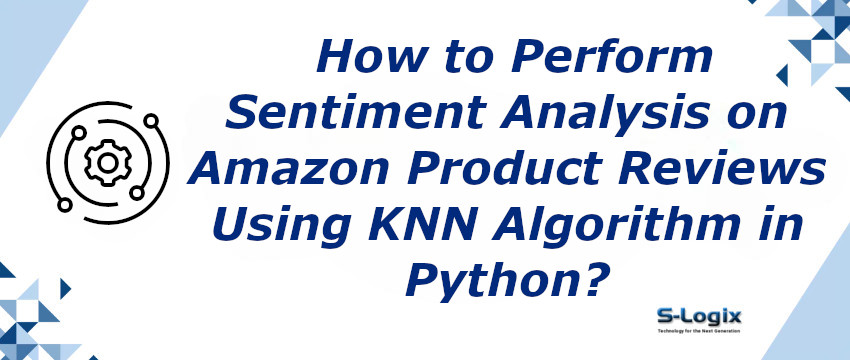 How to Perform
Sentiment Analysis on
Amazon Product Reviews
Using KNN Algorithm in
Python?
S-Logix
Technology for the Next Generation